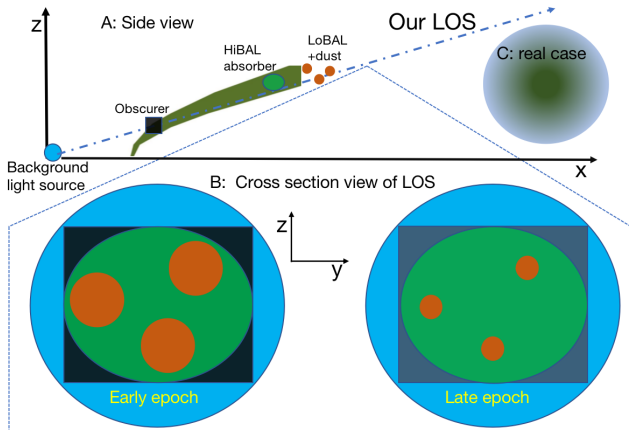 z
A: Side view
Our LOS
HiBAL
absorber
LoBAL
+dust
C: real case
Obscurer
Background
light source
x
B: Cross section view of LOS
z
y
Early epoch
Late epoch